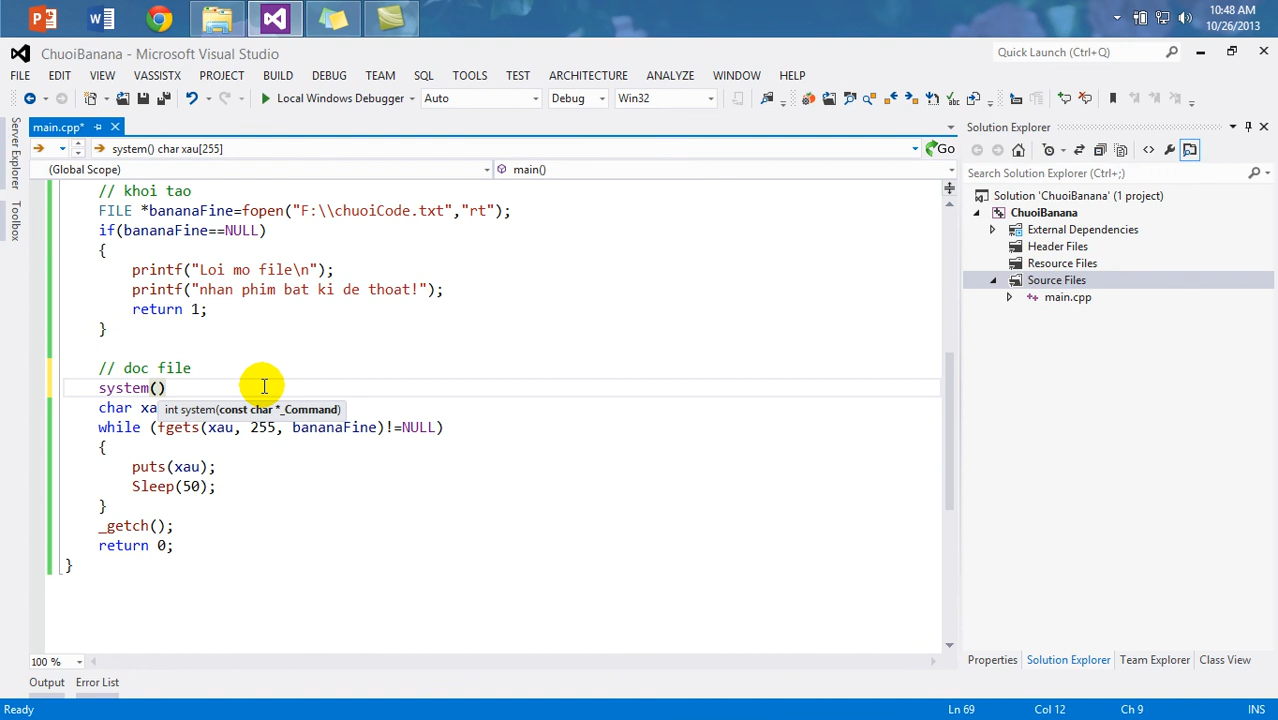 10:48 AM
10/26/2013
ChuoiBanana - Microsoft Visual Studio
Quick Launch (Ctrl+Q)
FILE EDIT VIEW VASSISTX PROJECT BUILD DEBUG TEAM SQL TOOLS TEST ARCHITECTURE ANALYZE WINDOW HELP
Local Windows Debugger Auto Debug Win32
Server Explorer
Toolbox
main.cpp*
system() char xau[255]
Go
(Global Scope) main()
// khoi tao
FILE *bananaFine=fopen("F:\\chuoiCode.txt","rt");
if(bananaFine==NULL)
{
printf("Loi mo file\n");
printf("nhan phim bat ki de thoat!");
return 1;
}
// doc file
system()
char xa
int system(const char *_Command)
while (fgets(xau, 255, bananaFine)!=NULL)
{
puts(xau);
Sleep(50);
}
_getch();
return 0;
}
100 %
Solution Explorer
Search Solution Explorer (Ctrl+;)
Solution 'ChuoiBanana' (1 project)
ChuoiBanana
External Dependencies
Header Files
Resource Files
Source Files
main.cpp
Properties Solution Explorer Team Explorer Class View
Output Error List
Ready Ln 69 Col 12 Ch 9 INS